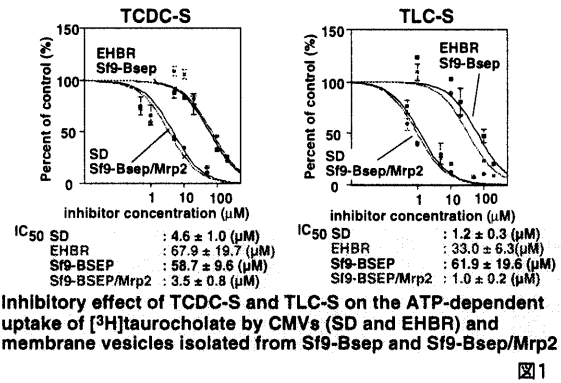 TCDC-S
Percent of control (%)
150
100
50
0
EHBR
Sf9-Bsep
SD
Sf9-Bsep/Mrp2
1
10
100
inhibitor concentration (μM)
IC50 SD : 4.6 ± 1.0 (μM)
EHBR : 67.9 ± 19.7 (μM)
Sf9-BSEP : 58.7 ± 9.6 (μM)
Sf9-BSEP/Mrp2 : 3.5 ± 0.8 (μM)
TLC-S
Percent of control (%)
150
100
50
0
EHBR
Sf9-Bsep
SD
Sf9-Bsep/Mrp2
1
10
100
inhibitor concentration (μM)
IC50 SD : 1.2 ± 0.3 (μM)
EHBR : 33.0 ± 6.3(μM)
Sf9-BSEP : 61.9 ± 19.6 (μM)
Sf9-BSEP/Mrp2 : 1.0 ± 0.2 (μM)
Inhibitory effect of TCDC-S and TLC-S on the ATP-dependent
uptake of [³H]taurocholate by CMVs (SD and EHBR) and
membrane vesicles isolated from Sf9-Bsep and Sf9-Bsep/Mrp2
図1